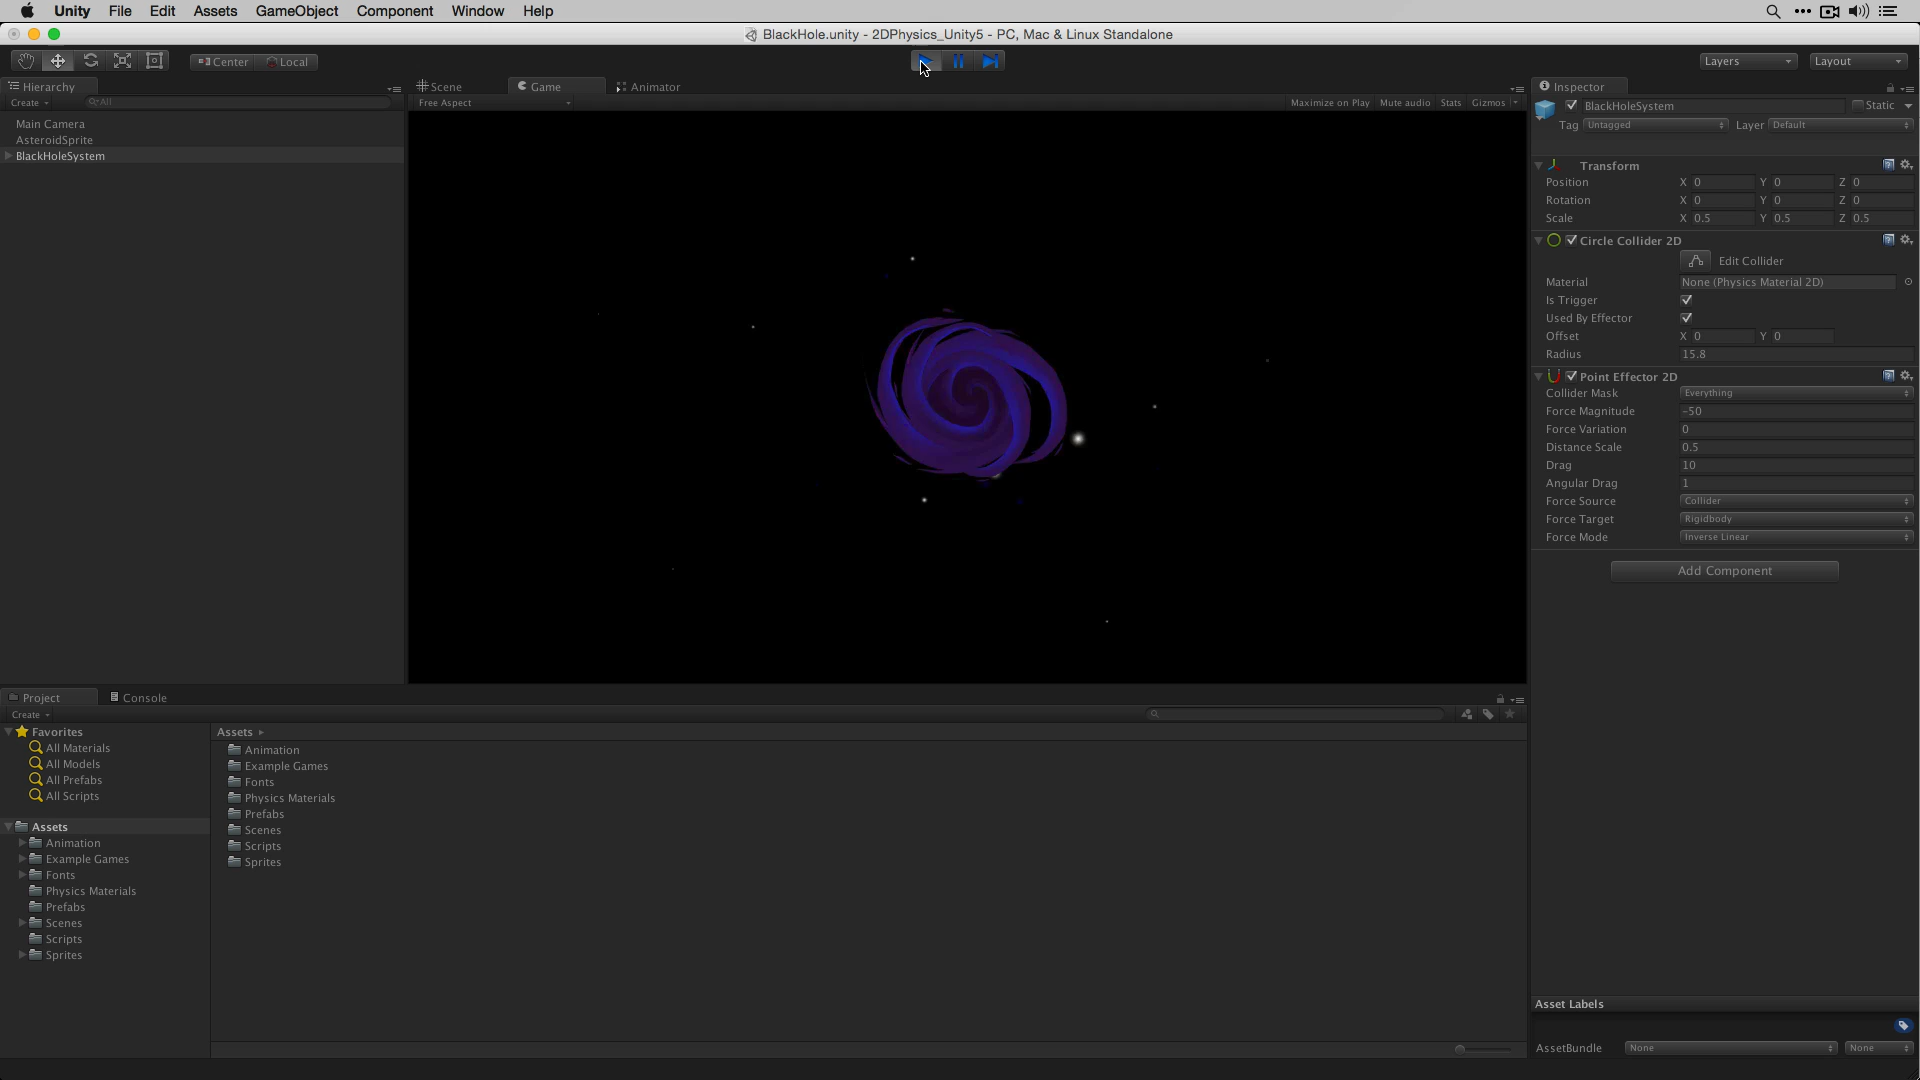 Unity File Edit Assets GameObject Component Window Help
BlackHole.unity - 2DPhysics_Unity5 - PC, Mac & Linux Standalone
Center Local
Layers Layout
Hierarchy
Create All
Main Camera
AsteroidSprite
BlackHoleSystem
Scene Game Animator
Free Aspect Maximize on Play Mute audio Stats Gizmos
Inspector
BlackHoleSystem Static
Tag Untagged Layer Default
Transform
Position X 0 Y 0 Z 0
Rotation X 0 Y 0 Z 0
Scale X 0.5 Y 0.5 Z 0.5
Circle Collider 2D
Edit Collider
Material None (Physics Material 2D)
Is Trigger
Used By Effector
Offset X 0 Y 0
Radius 15.8
Point Effector 2D
Collider Mask Everything
Force Magnitude -50
Force Variation 0
Distance Scale 0.5
Drag 10
Angular Drag 1
Force Source Collider
Force Target Rigidbody
Force Mode Inverse Linear
Add Component
Project Console
Create
Favorites
All Materials
All Models
All Prefabs
All Scripts
Assets
Animation
Example Games
Fonts
Physics Materials
Prefabs
Scenes
Scripts
Sprites
Assets
Animation
Example Games
Fonts
Physics Materials
Prefabs
Scenes
Scripts
Sprites
Asset Labels
AssetBundle None None